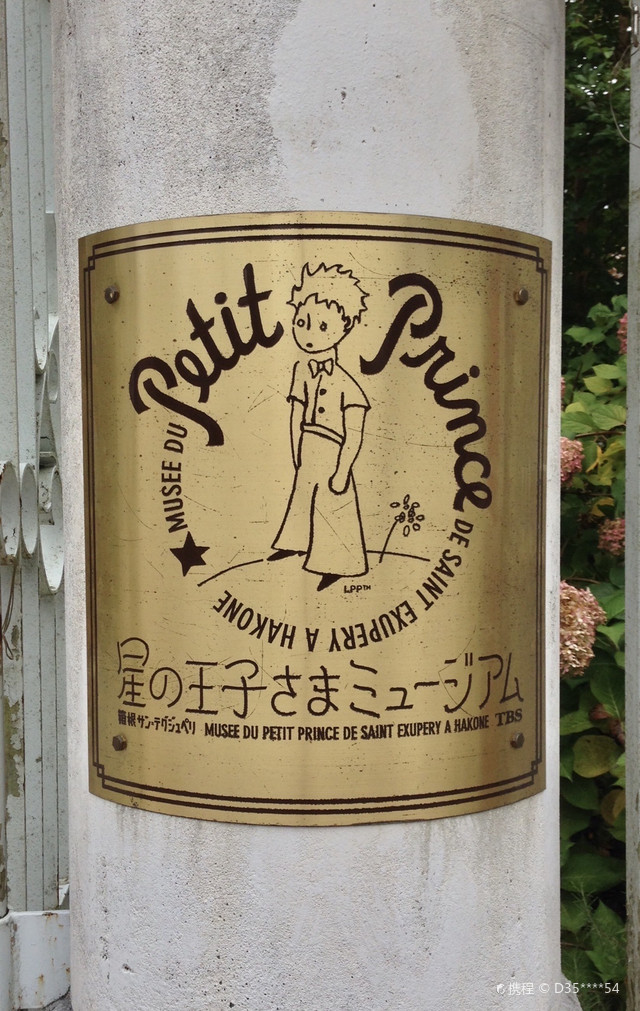 MUSEE DU Petit Prince DE SAINT EXUPERY A HAKONE
LPP™
星の王子さまミュージアム
箱根サン=テグジュペリ MUSEE DU PETIT PRINCE DE SAINT EXUPERY A HAKONE TBS
携程 © D35****54